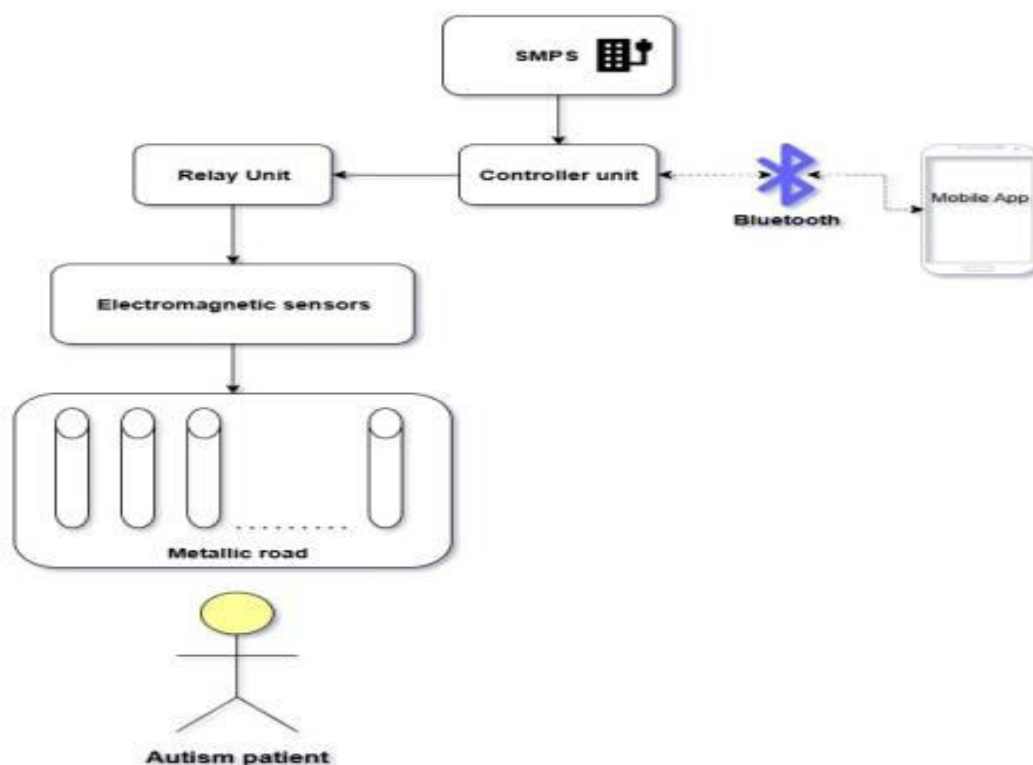 SMPS
Relay Unit
Controller unit
Bluetooth
Mobile App
Electromagnetic sensors
Metallic road
Autism patient